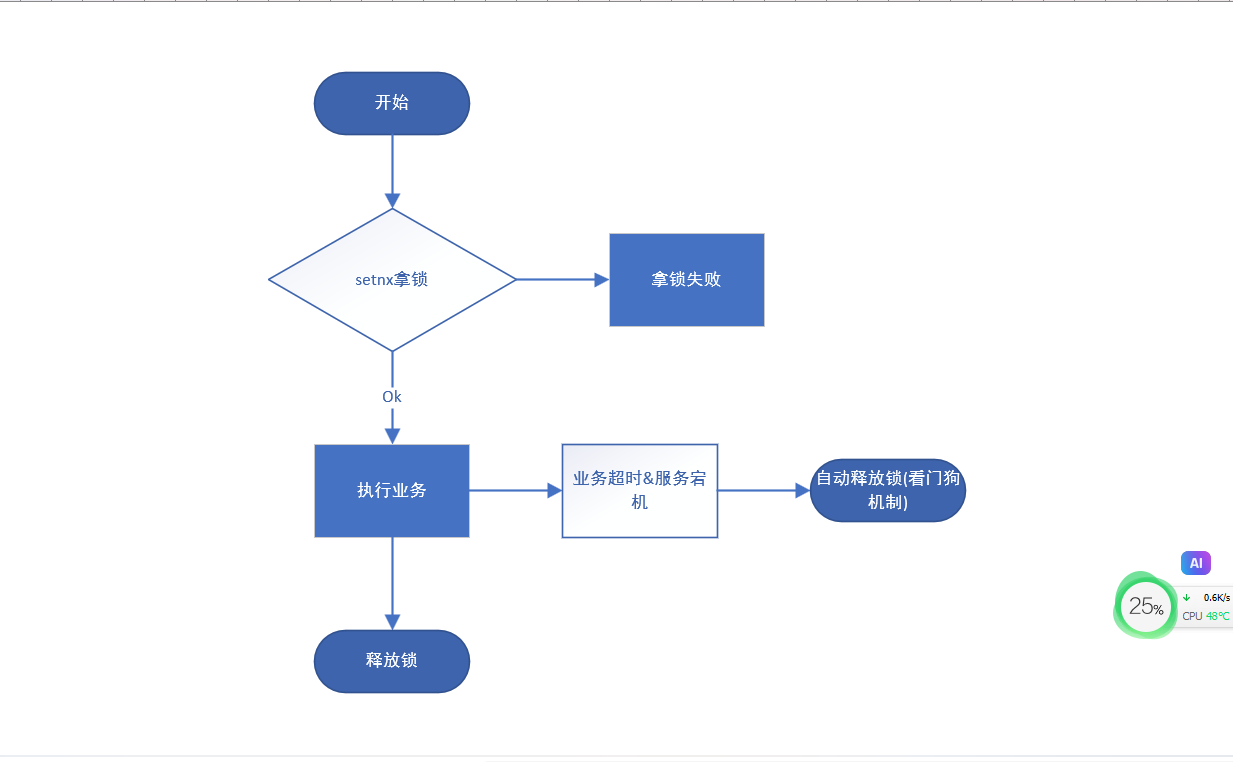 开始
setnx拿锁
拿锁失败
Ok
执行业务
业务超时&服务宕
机
自动释放锁(看门狗
机制)
释放锁
AI
25%
0.6K/s
CPU 48℃